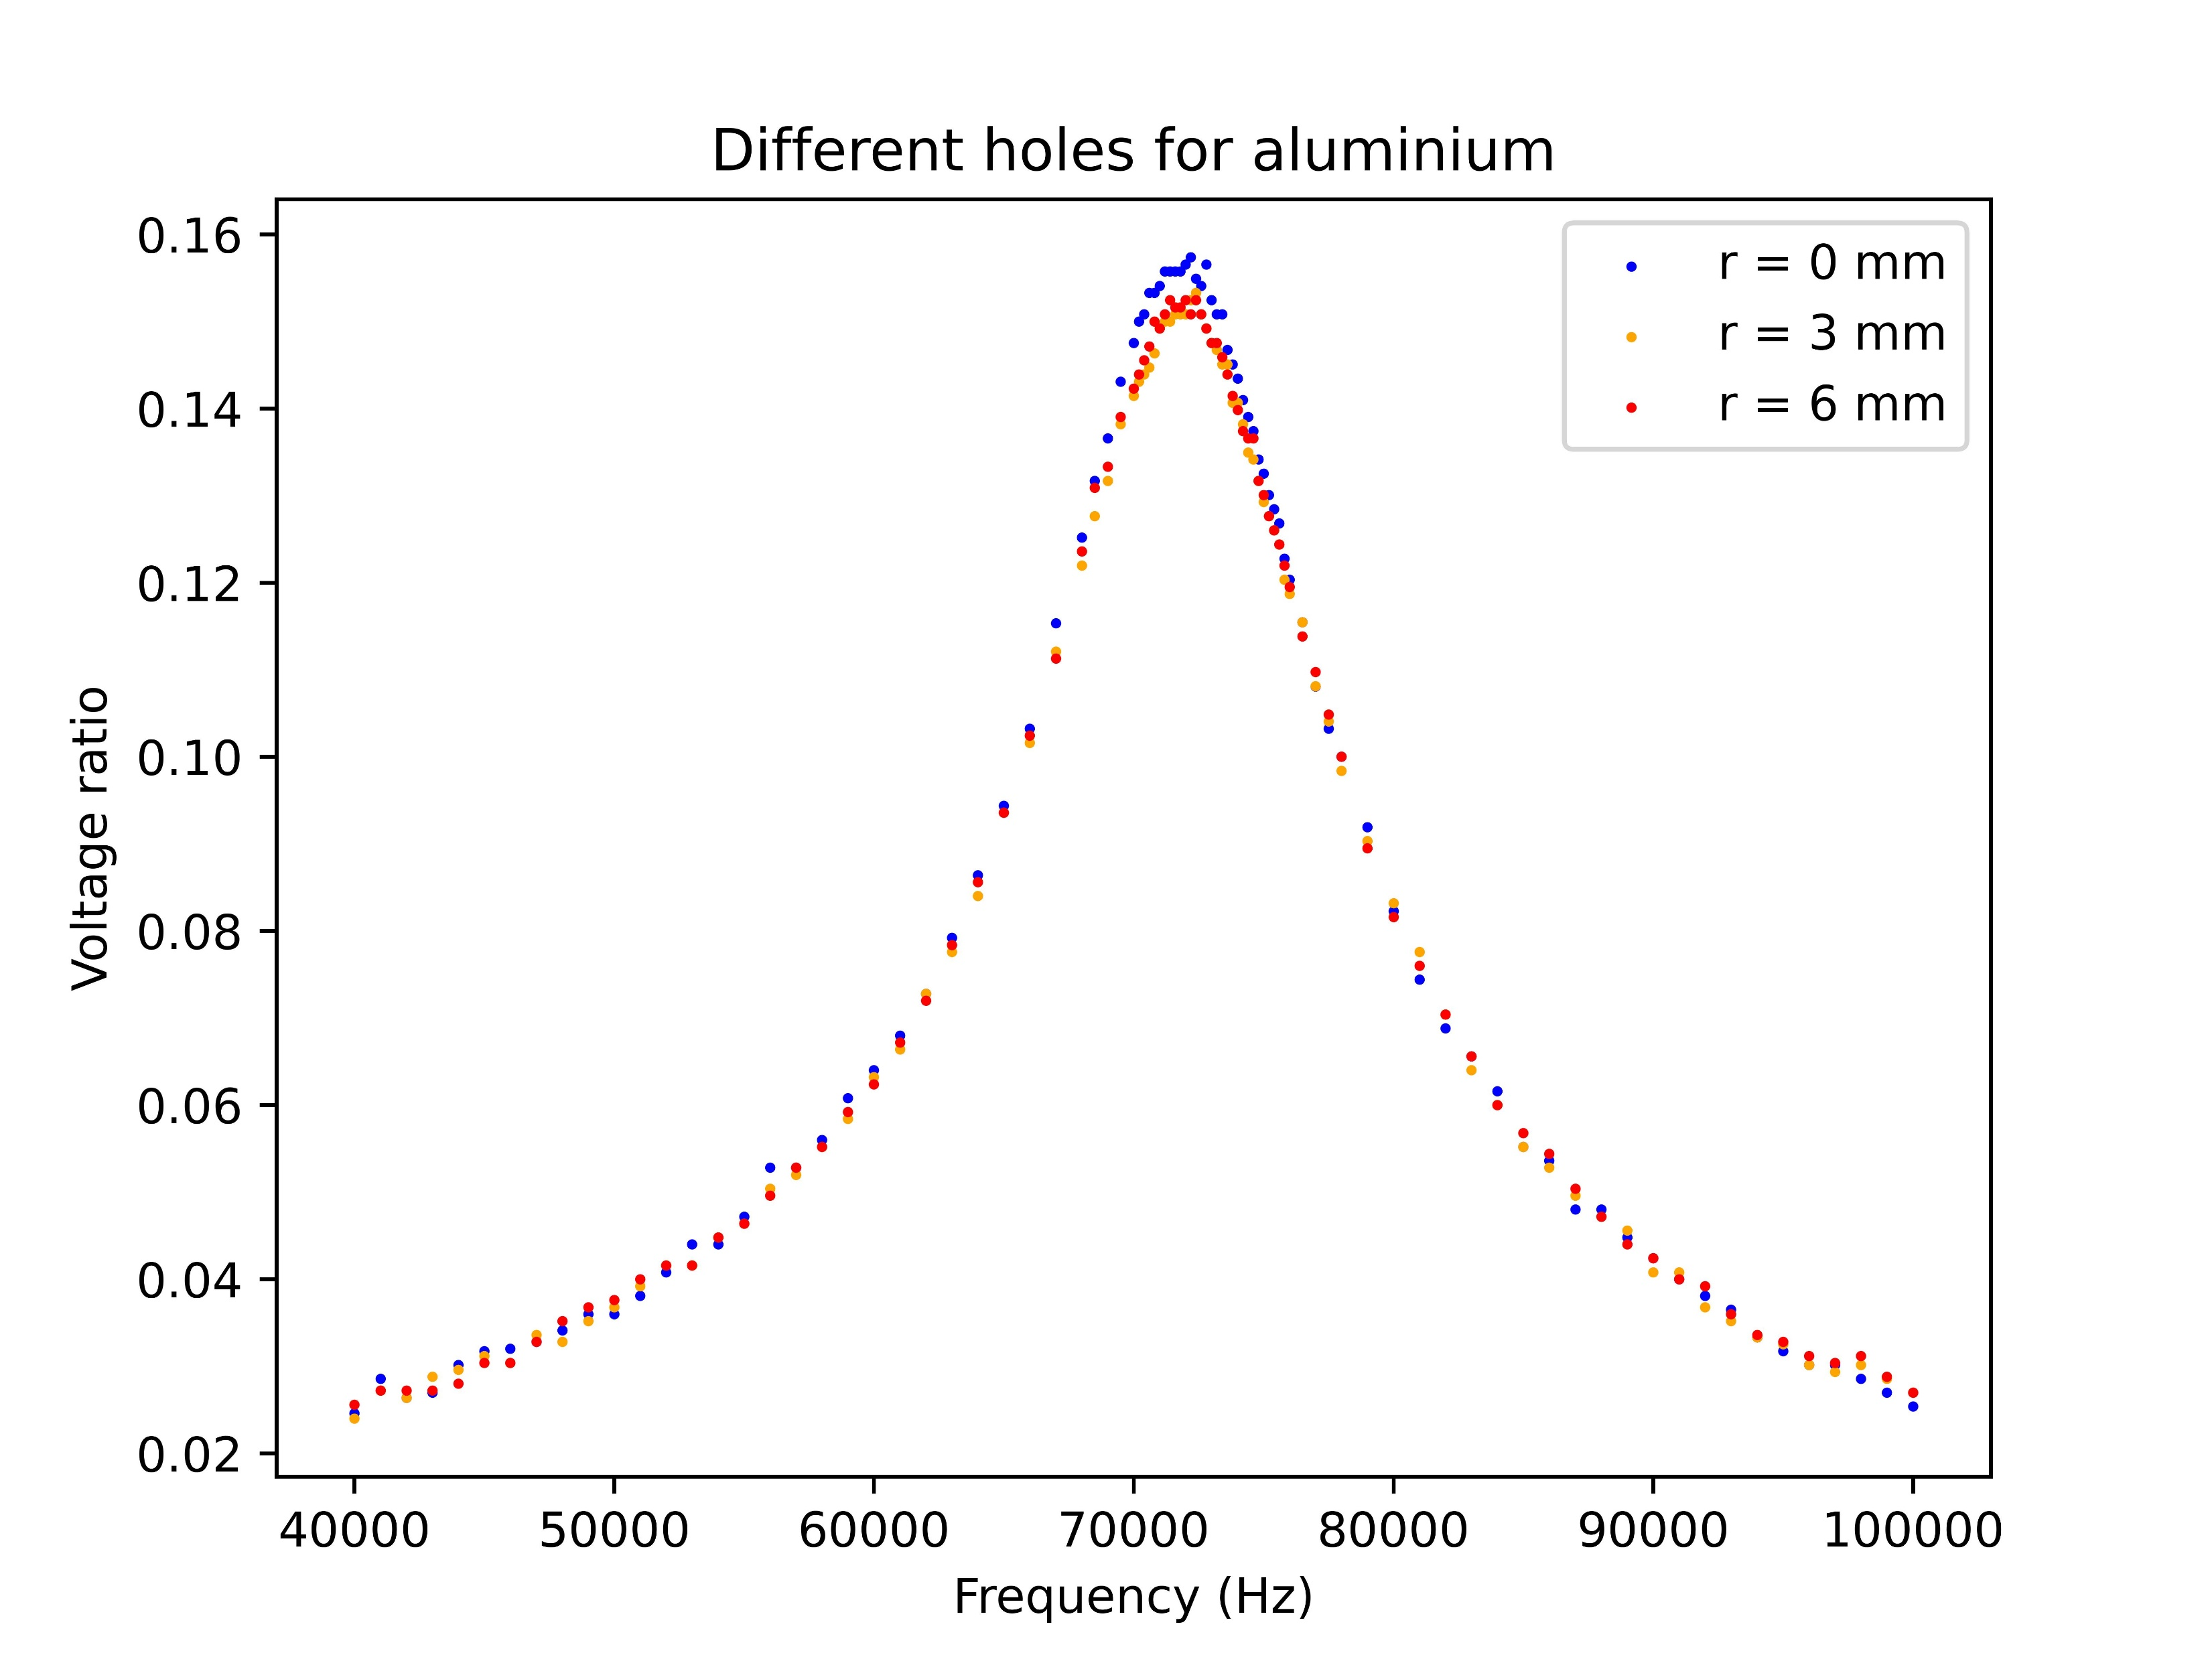 Different holes for aluminium
r = 0 mm
r = 3 mm
r = 6 mm
0.16
0.14
0.12
0.10
0.08
0.06
0.04
0.02
Voltage ratio
40000 50000 60000 70000 80000 90000 100000
Frequency (Hz)